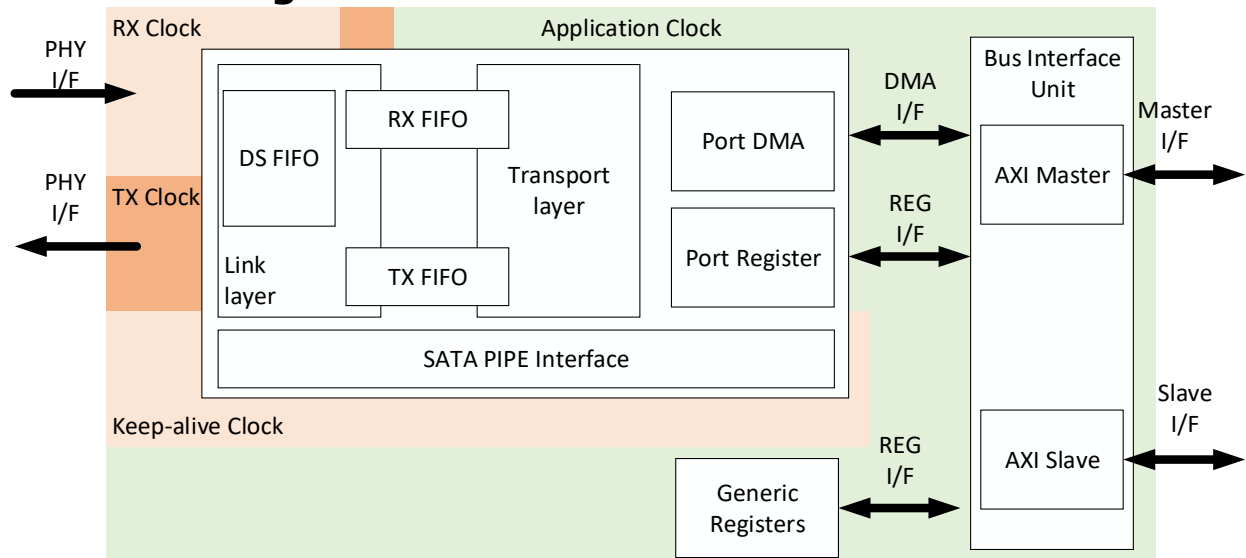 RX Clock
Application Clock
PHY
I/F
Bus Interface
Unit
DMA
I/F
Master
I/F
RX FIFO
DS FIFO
Port DMA
AXI Master
Transport
layer
PHY
I/F
TX Clock
REG
I/F
Port Register
Link
layer
TX FIFO
SATA PIPE Interface
Slave
I/F
Keep-alive Clock
REG
I/F
AXI Slave
Generic
Registers